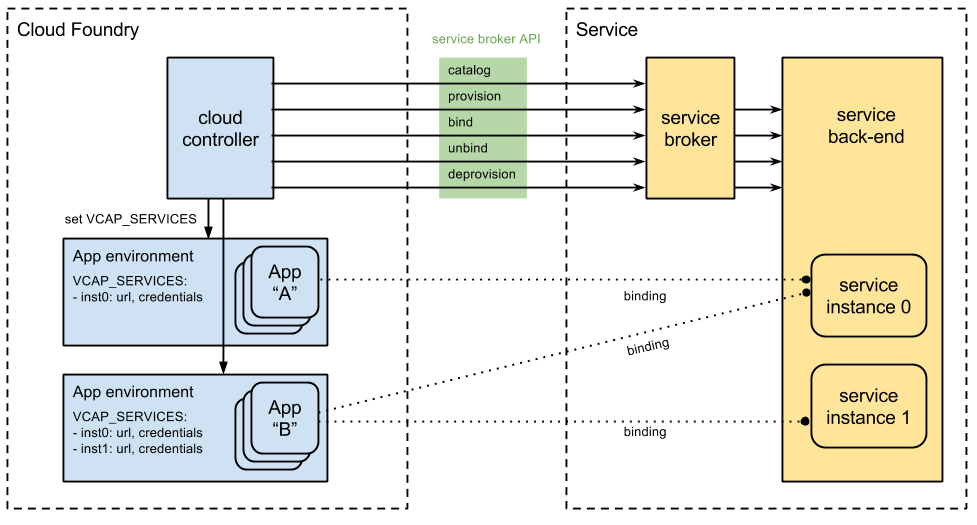 Cloud Foundry
service broker API
Service
catalog
provision
bind
unbind
deprovision
cloud
controller
service
broker
service
back-end
set VCAP_SERVICES
App environment
VCAP_SERVICES:
- inst0: url, credentials
App
“A”
binding
service
instance 0
binding
App environment
VCAP_SERVICES:
- inst0: url, credentials
- inst1: url, credentials
App
“B”
binding
service
instance 1